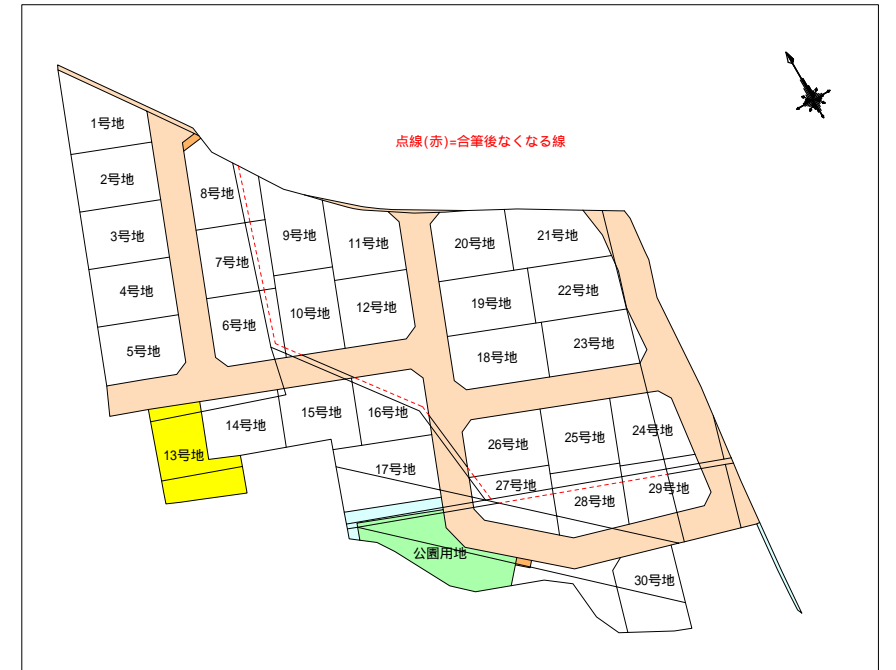 点線(赤)=合筆後なくなる線
1号地
2号地
3号地
4号地
5号地
8号地
7号地
6号地
9号地
10号地
11号地
12号地
20号地
21号地
19号地
22号地
18号地
23号地
13号地
14号地
15号地
16号地
17号地
26号地
25号地
24号地
27号地
28号地
29号地
公園用地
30号地